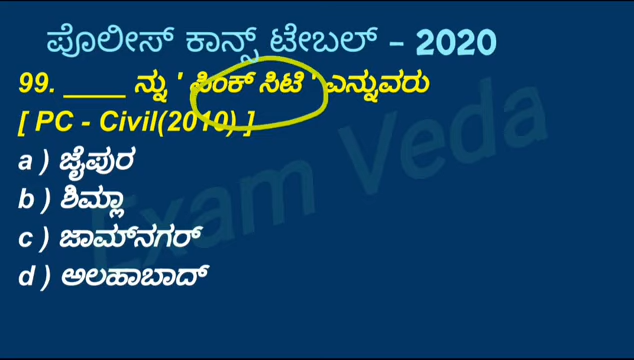 ಪೊಲೀಸ್ ಕಾನ್ಸ್ ಟೇಬಲ್ – 2020
99. ____ ನ್ನು ' ಪಿಂಕ್ ಸಿಟಿ ' ಎನ್ನುವರು
[ PC - Civil(2010) ]
a ) ಜೈಪುರ
b ) ಶಿಮ್ಲಾ
c ) ಜಾಮ್‌ನಗರ್
d ) ಅಲಹಾಬಾದ್
Exam Veda